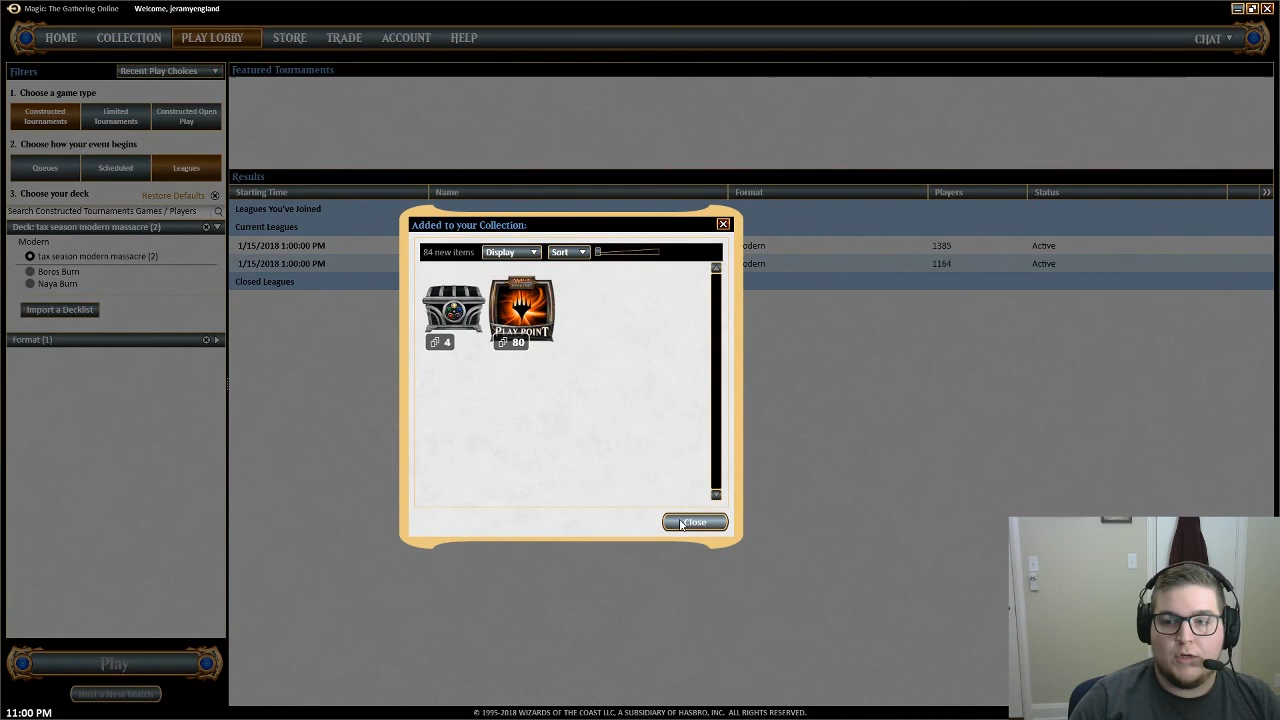 Magic: The Gathering Online Welcome, jeramyengland
HOME COLLECTION PLAY LOBBY STORE TRADE ACCOUNT HELP CHAT
Filters Recent Play Choices
1. Choose a game type
Constructed Tournaments Limited Tournaments Constructed Open Play
2. Choose how your event begins
Queues Scheduled Leagues
3. Choose your deck Restore Defaults
Search Constructed Tournaments Games / Players
Deck: tax season modern massacre (2)
Modern
tax season modern massacre (2)
Boros Burn
Naya Burn
Import a Decklist
Format (1)
Play
Host a New Match
11:00 PM
Featured Tournaments
Results
Starting Time Name Format Players Status
Leagues You've Joined
Current Leagues
1/15/2018 1:00:00 PM odern 1385 Active
1/15/2018 1:00:00 PM odern 1164 Active
Closed Leagues
Added to your Collection:
84 new items Display Sort
PLAY POINT
4 80
Close
© 1995-2018 WIZARDS OF THE COAST LLC, A SUBSIDIARY OF HASBRO, INC. ALL RIGHTS RESERVED.